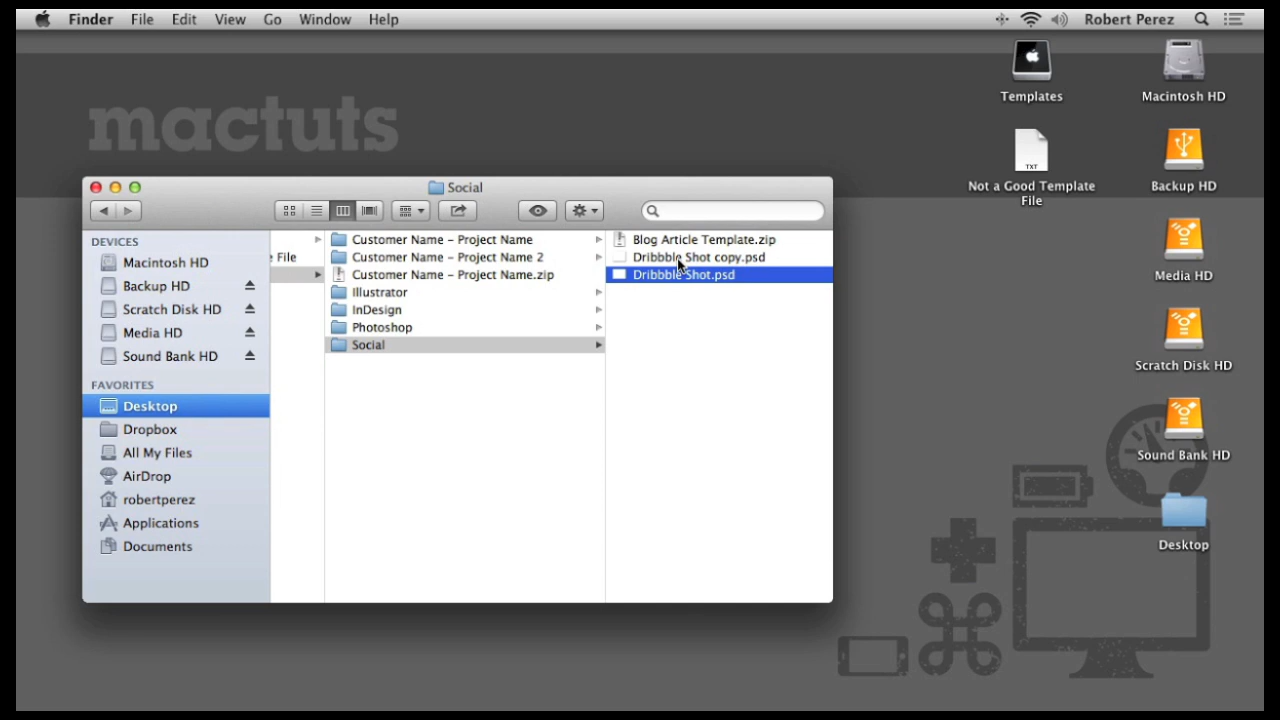 Finder File Edit View Go Window Help Robert Perez
mactuts
Templates Macintosh HD
TXT
Not a Good Template File
Backup HD
Media HD
Scratch Disk HD
Sound Bank HD
Desktop
Social
DEVICES
Macintosh HD
Backup HD
Scratch Disk HD
Media HD
Sound Bank HD
FAVORITES
Desktop
Dropbox
All My Files
AirDrop
robertperez
Applications
Documents
e File
Customer Name – Project Name
Customer Name – Project Name 2
Customer Name – Project Name.zip
Illustrator
InDesign
Photoshop
Social
Blog Article Template.zip
Dribbble Shot copy.psd
Dribbble Shot.psd